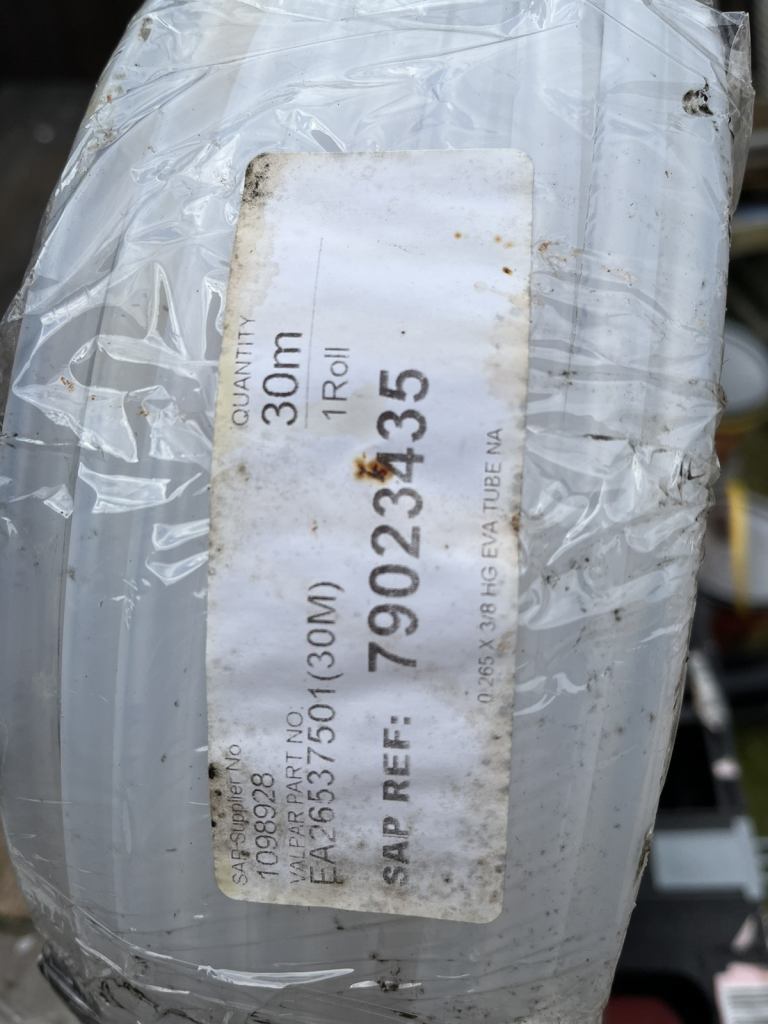 SAP Supplier No
1098928
VALPAR PART NO:
EA26537501(30M)
QUANTITY
30m
1Roll
SAP REF: 79023435
0.265 X 3/8 HG EVA TUBE NA